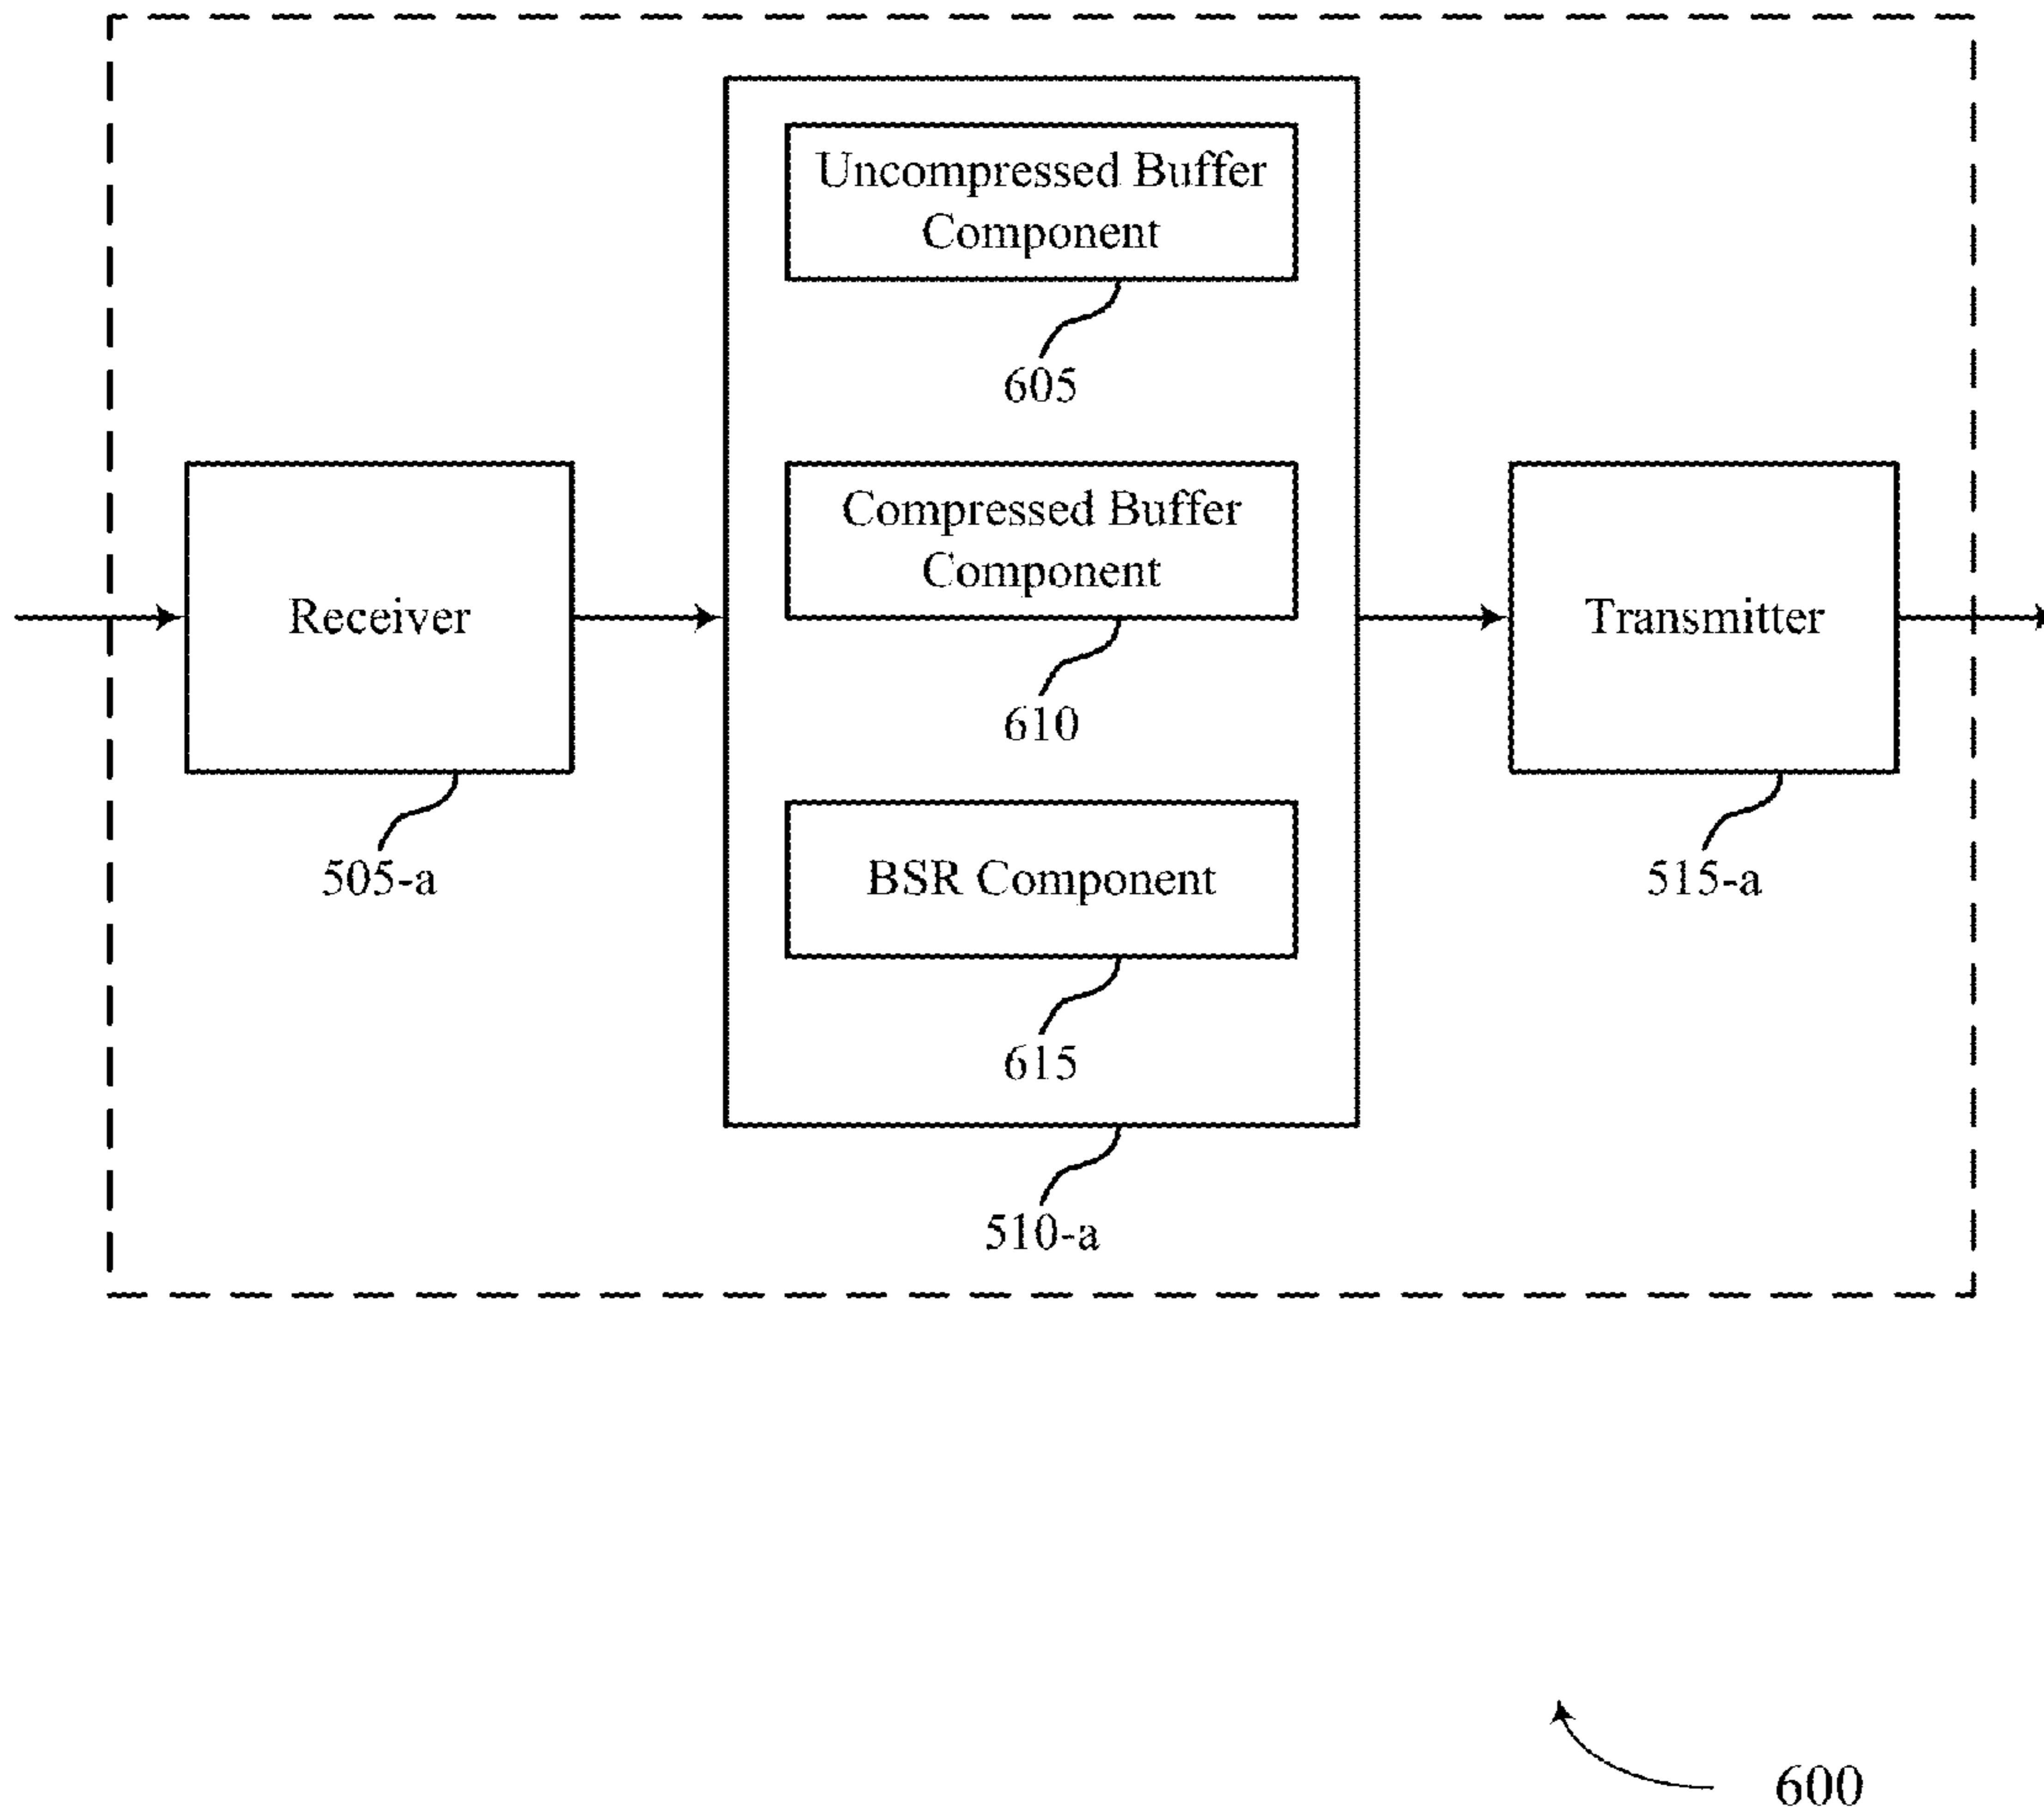 Uncompressed Buffer
Component
605
Compressed Buffer
Component
610
Receiver
505-a
Transmitter
515-a
BSR Component
615
510-a
600